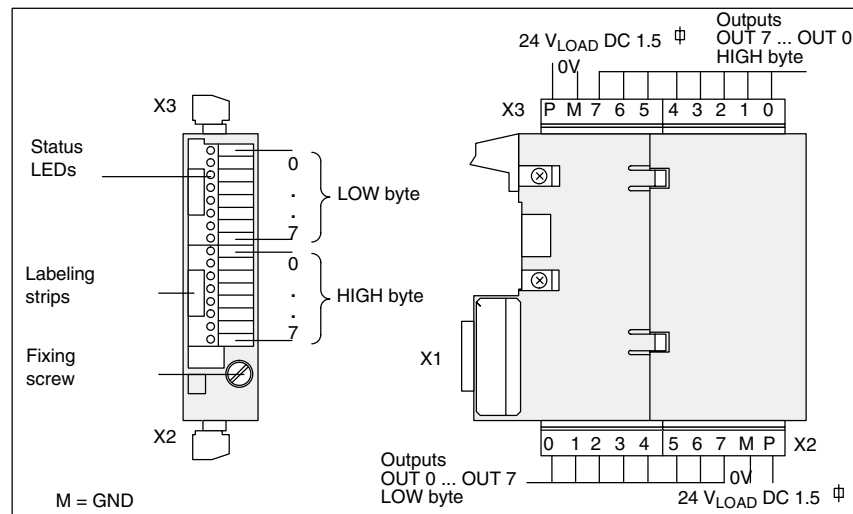 Outputs
24 V_LOAD DC 1.5 OUT 7 ... OUT 0
0V HIGH byte
X3
X3 P M 7 6 5 4 3 2 1 0
Status
LEDs
0
.
.
7
LOW byte
Labeling
strips
0
.
.
7
HIGH byte
Fixing
screw
X1
X2
0 1 2 3 4 5 6 7 M P X2
Outputs
OUT 0 ... OUT 7 0V
LOW byte
24 V_LOAD DC 1.5
M = GND